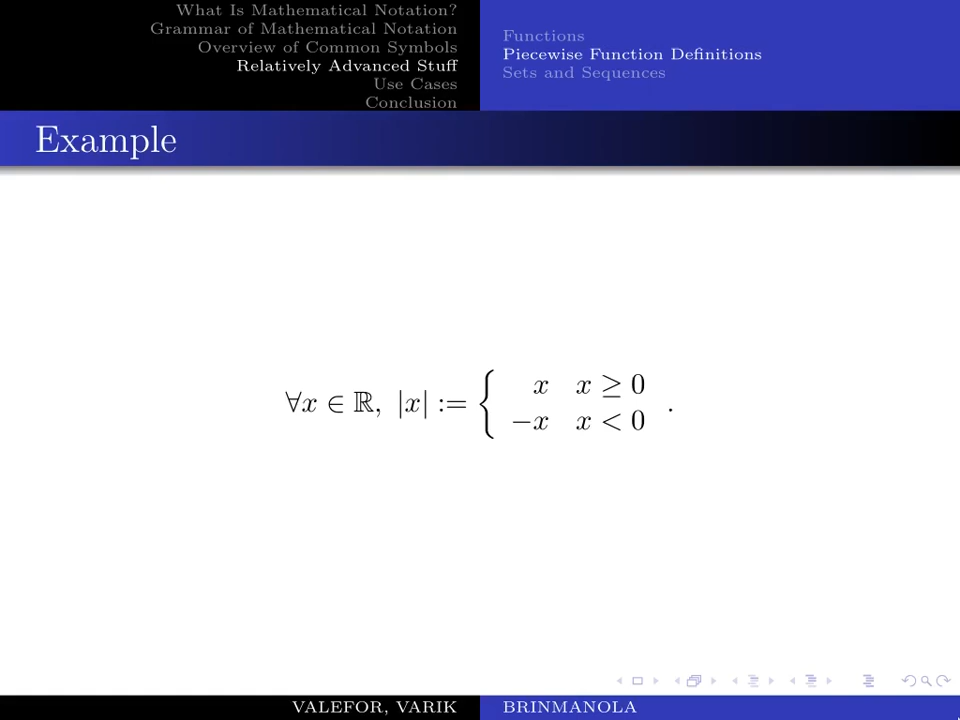 What Is Mathematical Notation?
Grammar of Mathematical Notation
Overview of Common Symbols
Relatively Advanced Stuff
Use Cases
Conclusion
Functions
Piecewise Function Definitions
Sets and Sequences
Example
∀x ∈ ℝ, |x| := { x x ≥ 0
−x x < 0 .
VALEFOR, VARIK
BRINMANOLA